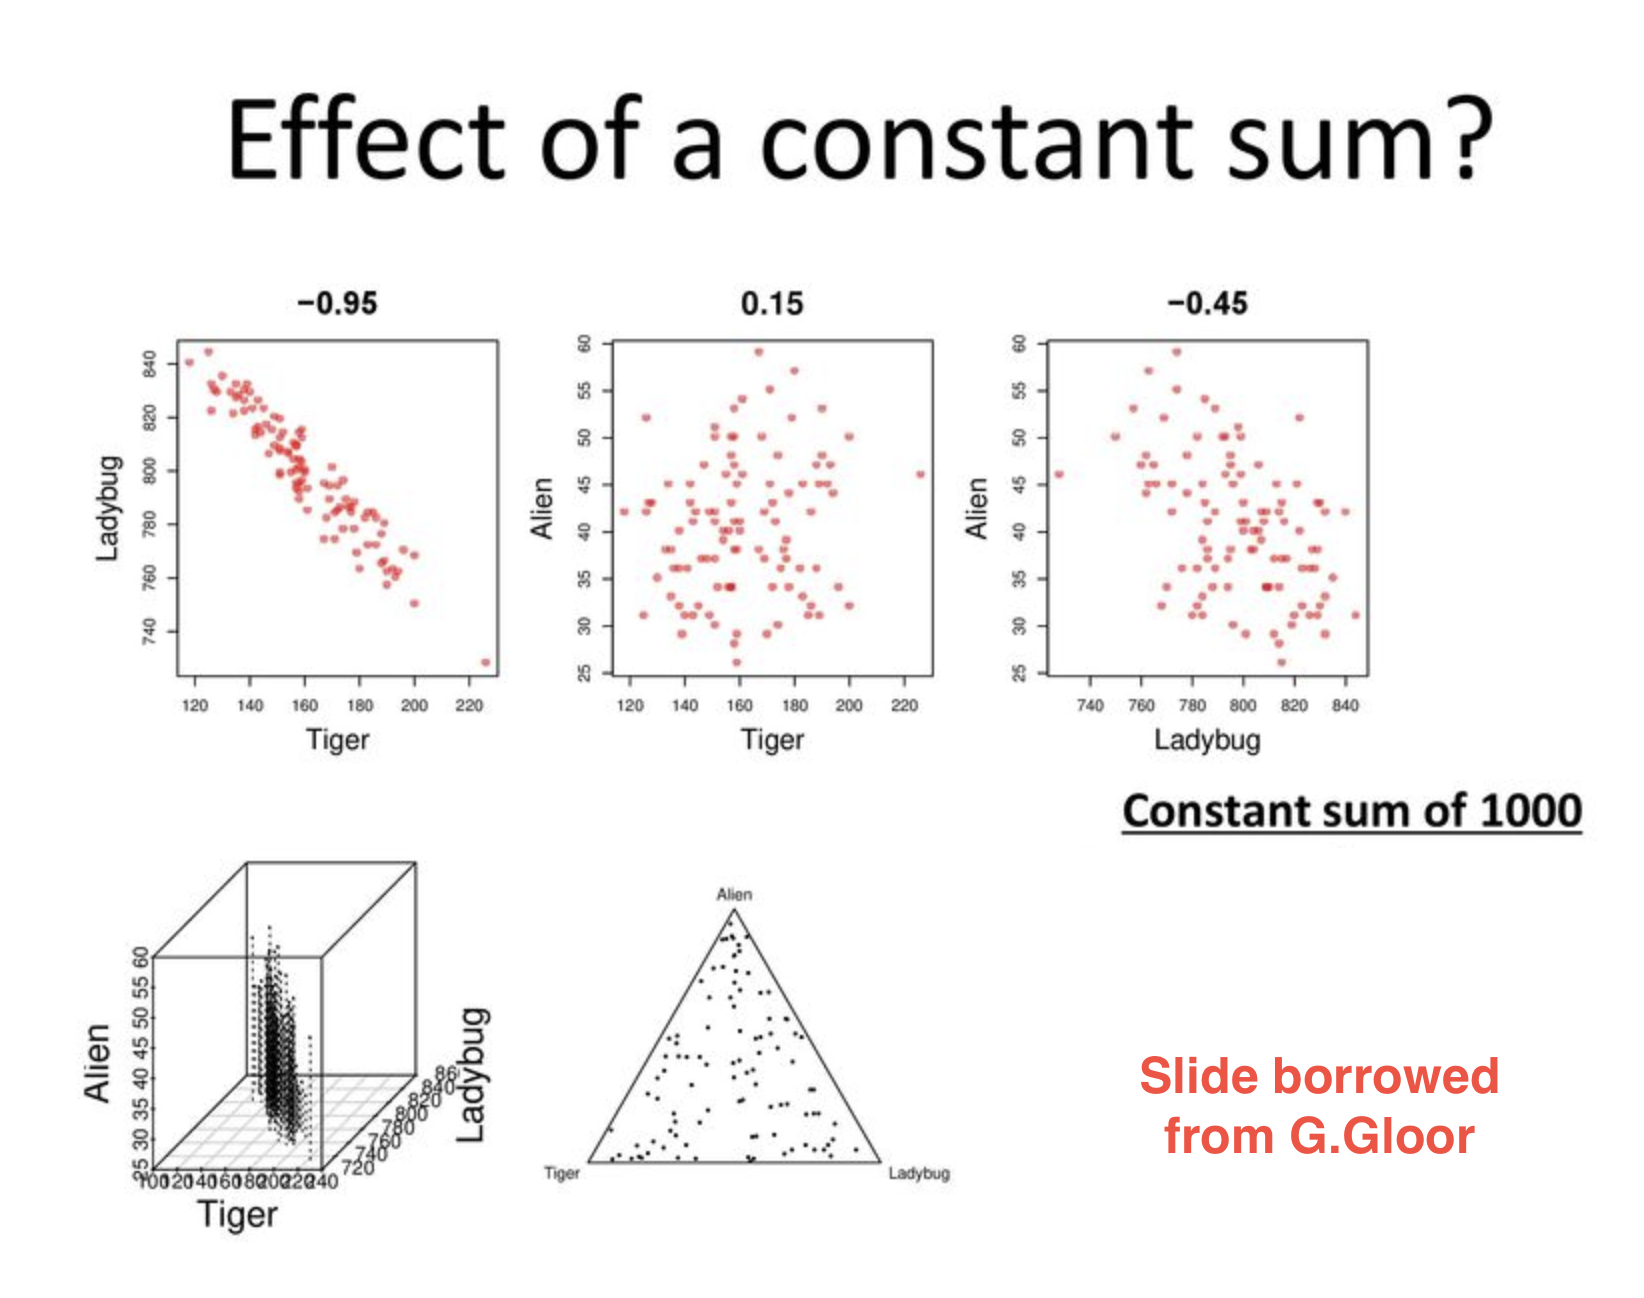 Effect of a constant sum?
−0.95
Ladybug
840
820
800
780
760
740
120 140 160 180 200 220
Tiger
0.15
Alien
60
55
50
45
40
35
30
25
120 140 160 180 200 220
Tiger
−0.45
Alien
60
55
50
45
40
35
30
25
740 760 780 800 820 840
Ladybug
Constant sum of 1000
Alien
60
55
50
45
40
35
30
25
100 120 140 160 180 200 220 240
Tiger
860
840
820
800
780
760
740
720
Ladybug
Alien
Tiger
Ladybug
Slide borrowed
from G.Gloor